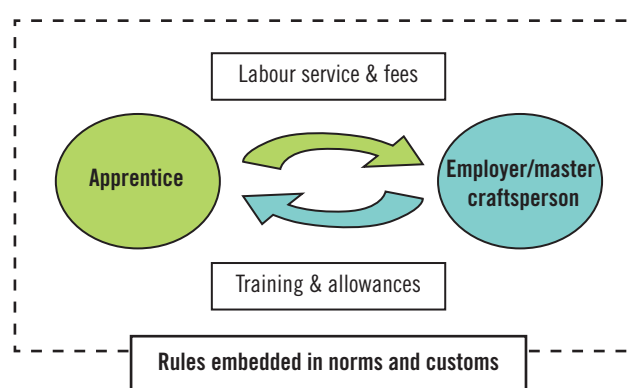 Labour service & fees
Apprentice
Employer/master
craftsperson
Training & allowances
Rules embedded in norms and customs